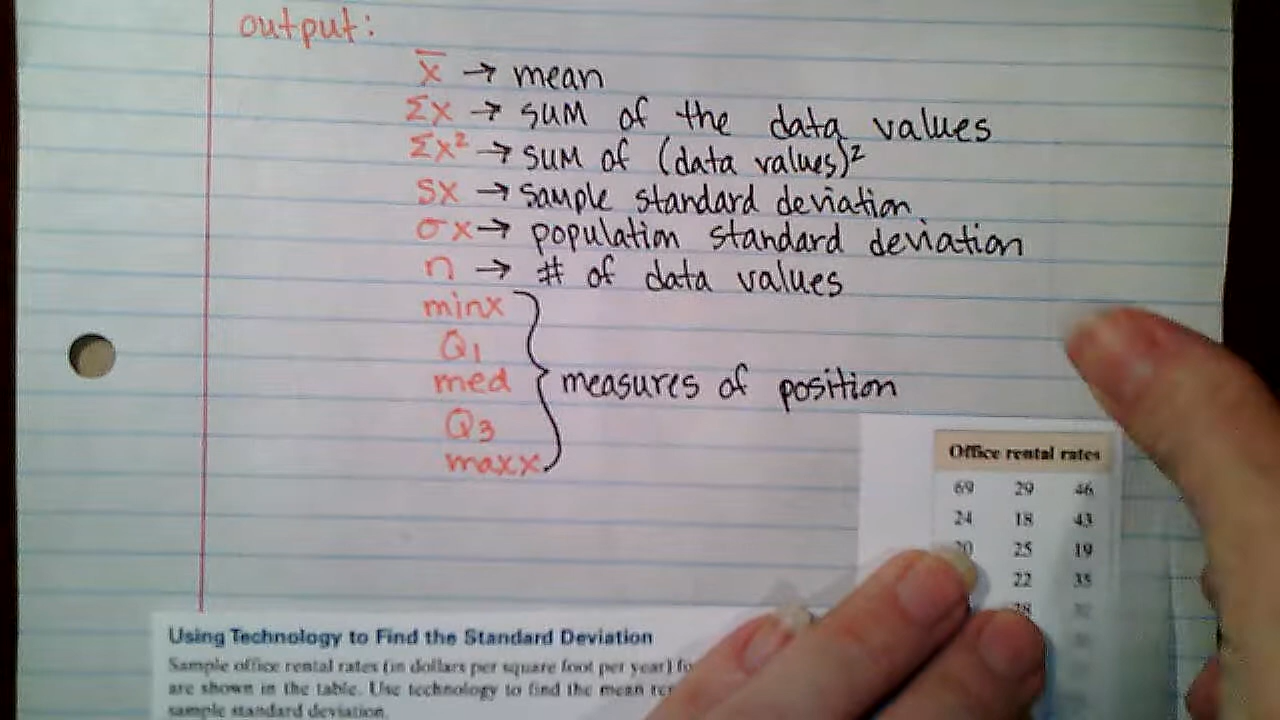 output:
x̄ → mean
Σx → sum of the data values
Σx² → sum of (data values)²
Sx → sample standard deviation
σx → population standard deviation
n → # of data values
minx
Q₁
med
Q₃
maxx
measures of position
Office rental rates
69 29 46
24 18 43
20 25 19
22 35
Using Technology to Find the Standard Deviation
Sample office rental rates (in dollars per square foot per year)
are shown in the table. Use technology to find the mean
sample standard deviation.